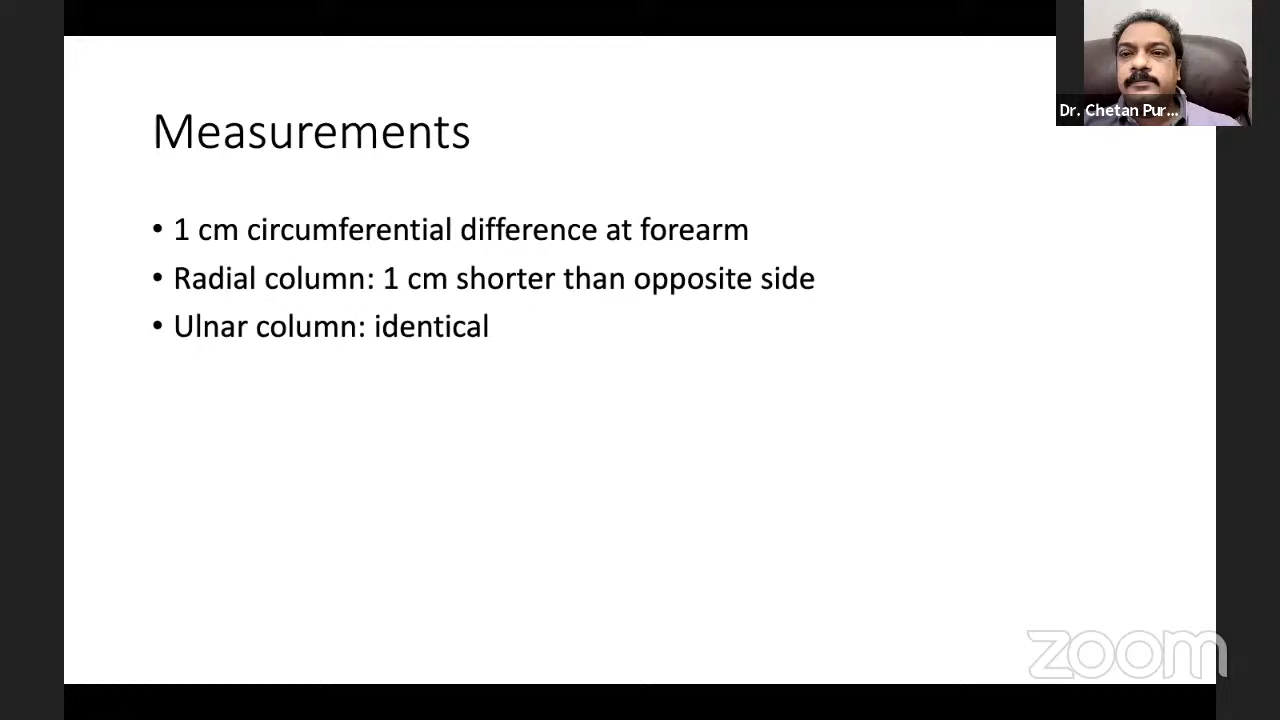 Dr. Chetan Pur...
Measurements
• 1 cm circumferential difference at forearm
• Radial column: 1 cm shorter than opposite side
• Ulnar column: identical
zoom